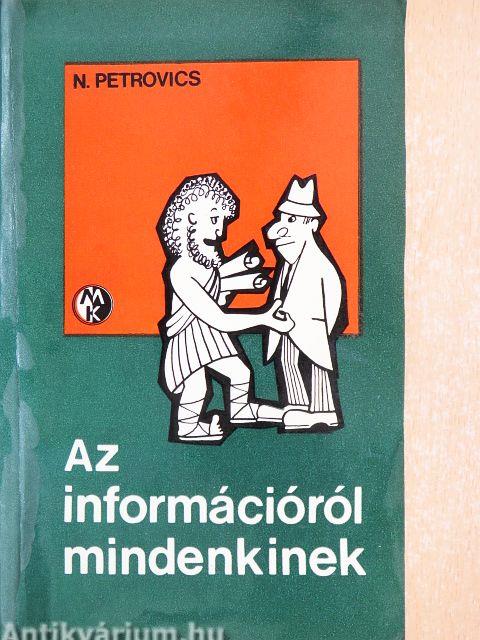 N. PETROVICS
MK
Az
információról
mindenkinek
Antikvárium.hu